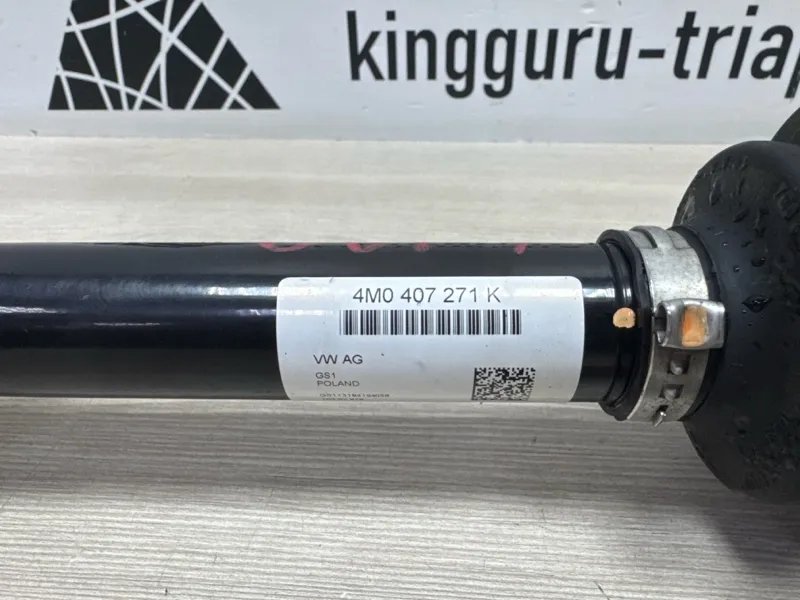 kingguru-triap
4M0 407 271 K
VW AG
GS1
POLAND